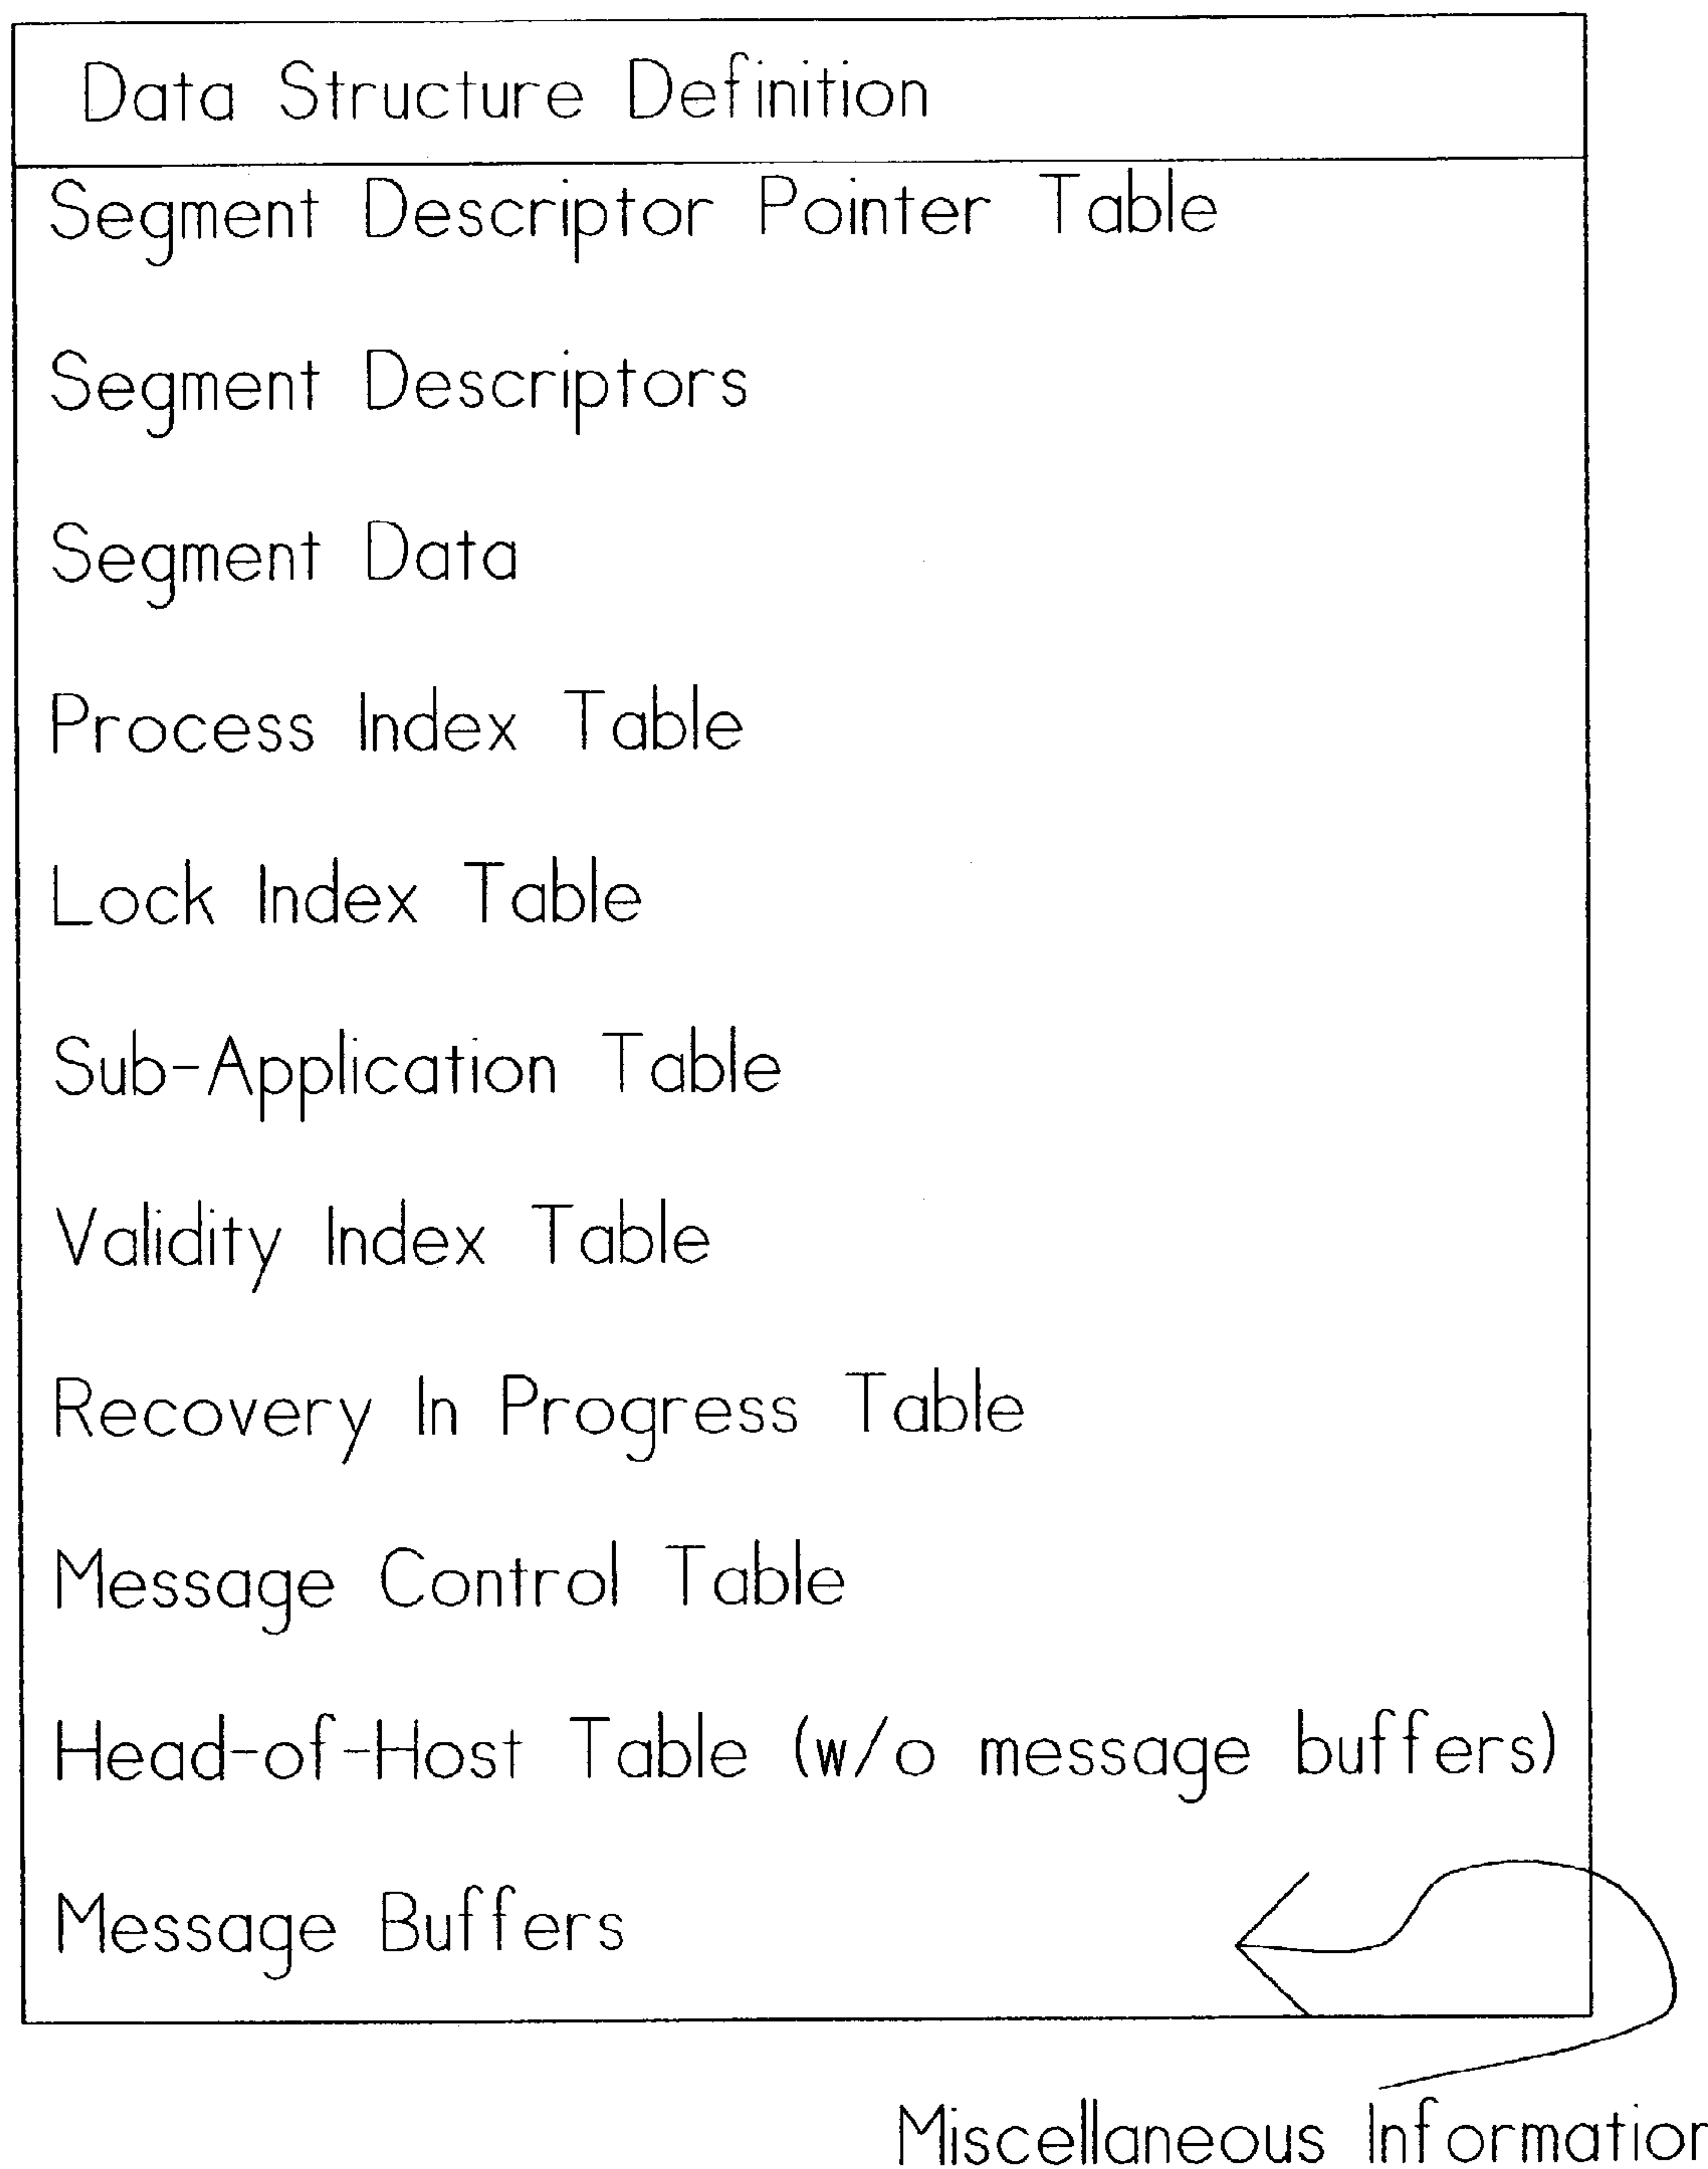 Data Structure Definition
Segment Descriptor Pointer Table
Segment Descriptors
Segment Data
Process Index Table
Lock Index Table
Sub-Application Table
Validity Index Table
Recovery In Progress Table
Message Control Table
Head-of-Host Table (w/o message buffers)
Message Buffers
Miscellaneous Information